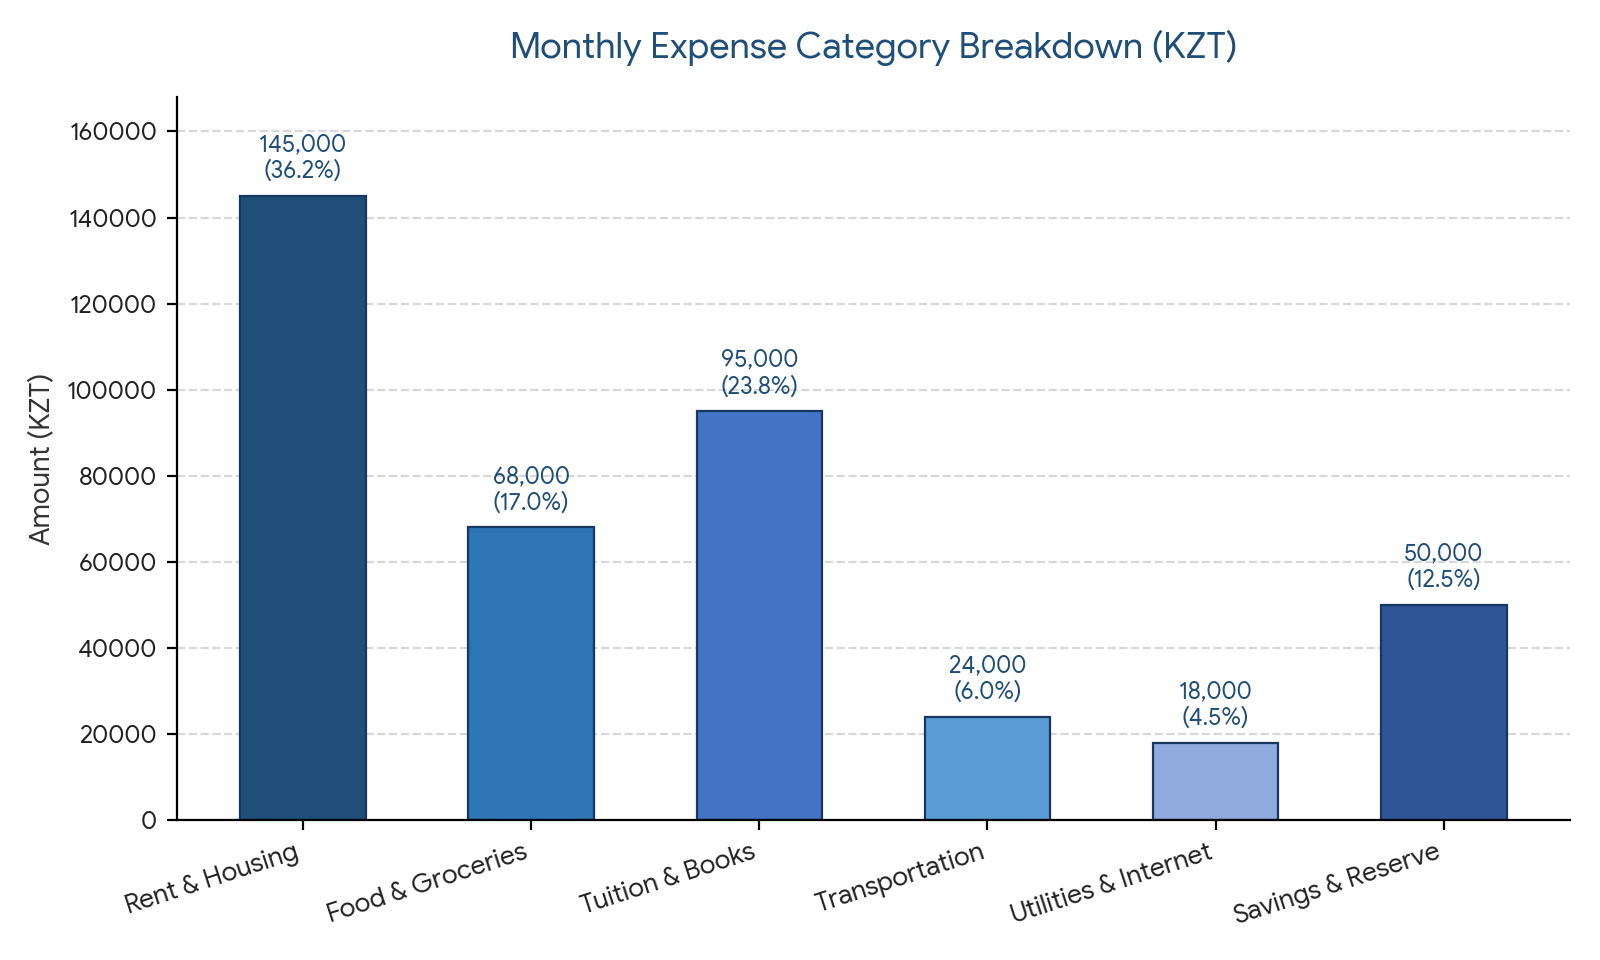 Monthly Expense Category Breakdown (KZT)
Amount (KZT)
160000
140000
120000
100000
80000
60000
40000
20000
0
145,000
(36.2%)
68,000
(17.0%)
95,000
(23.8%)
24,000
(6.0%)
18,000
(4.5%)
50,000
(12.5%)
Rent & Housing
Food & Groceries
Tuition & Books
Transportation
Utilities & Internet
Savings & Reserve